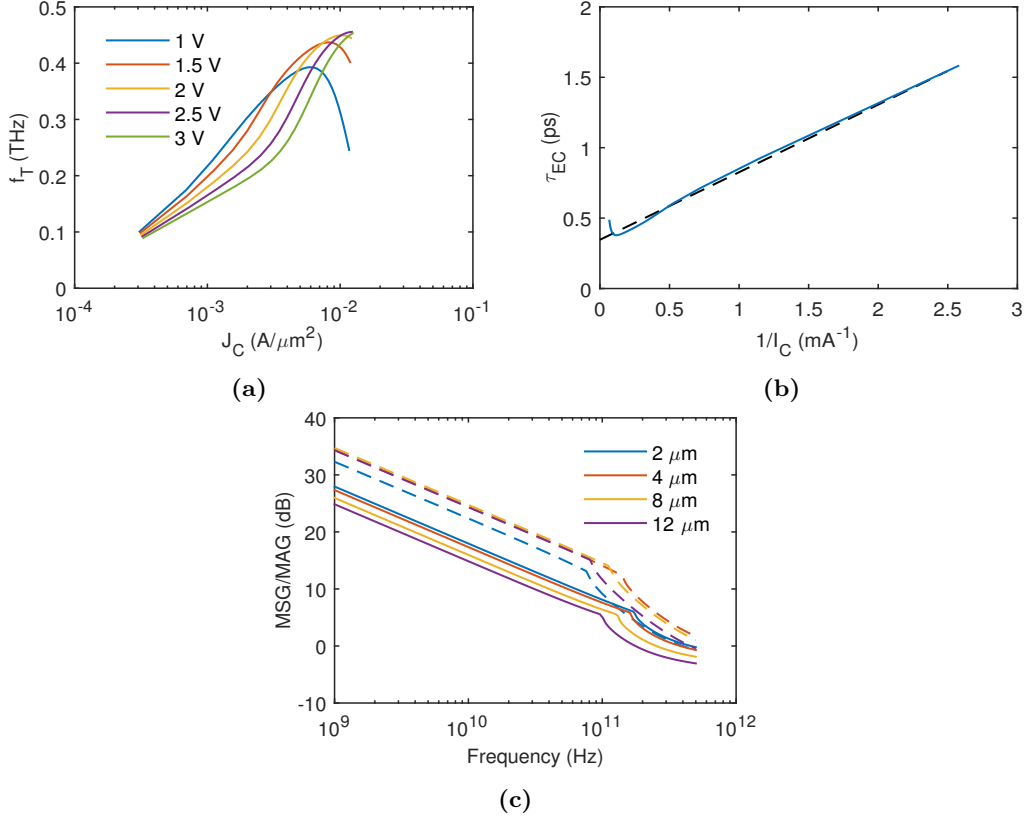 0.5
0.4
0.3
0.2
0.1
0
f_T (THz)
1 V
1.5 V
2 V
2.5 V
3 V
10^-4
10^-3
10^-2
10^-1
J_C (A/μm^2)
(a)
2
1.5
1
0.5
0
τ_EC (ps)
0
0.5
1
1.5
2
2.5
3
1/I_C (mA^-1)
(b)
40
30
20
10
0
-10
MSG/MAG (dB)
2 μm
4 μm
8 μm
12 μm
10^9
10^10
10^11
10^12
Frequency (Hz)
(c)